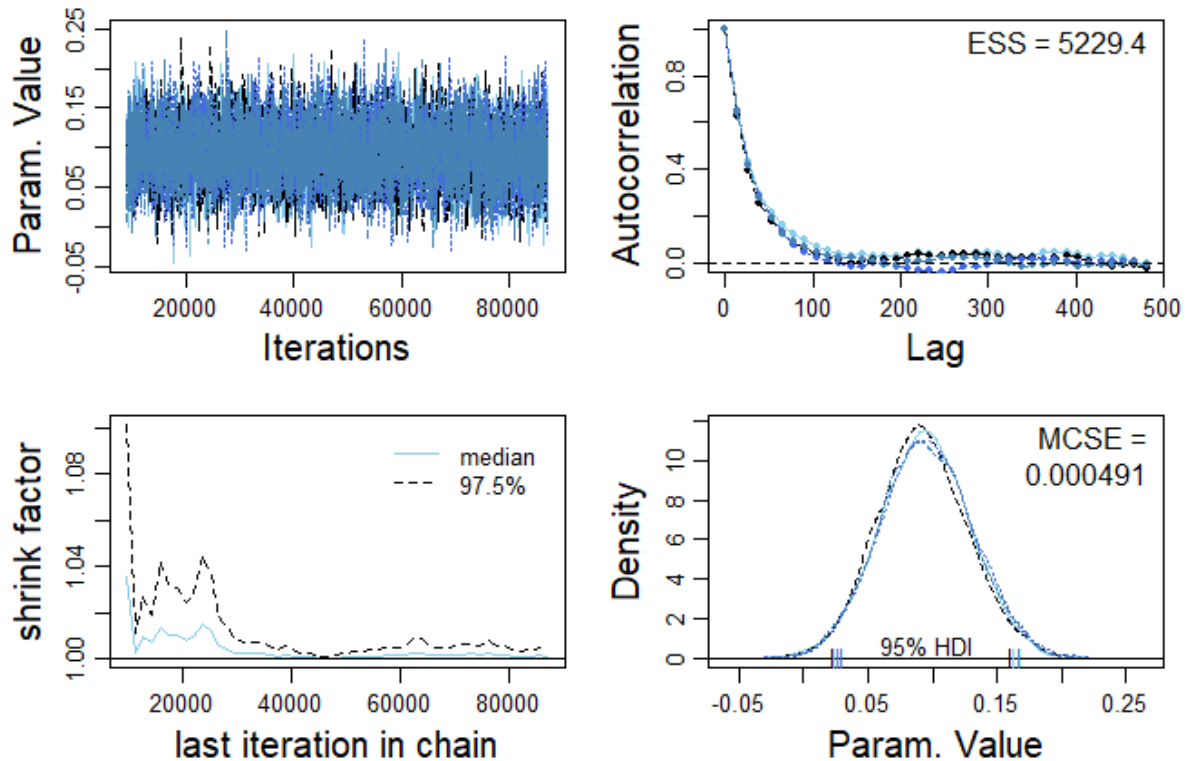 Param. Value
-0.05 0.05 0.15 0.25
20000 40000 60000 80000
Iterations
Autocorrelation
0.0 0.4 0.8
ESS = 5229.4
0 100 200 300 400 500
Lag
shrink factor
1.00 1.04 1.08
median
97.5%
20000 40000 60000 80000
last iteration in chain
Density
0 2 4 6 8 10
MCSE =
0.000491
95% HDI
-0.05 0.05 0.15 0.25
Param. Value